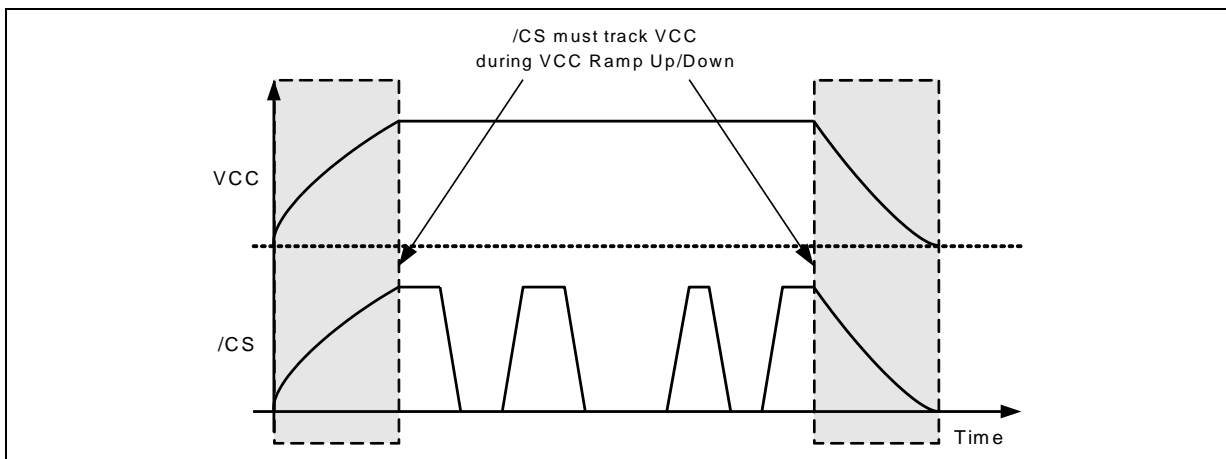 /CS must track VCC
during VCC Ramp Up/Down
VCC
/CS
Time